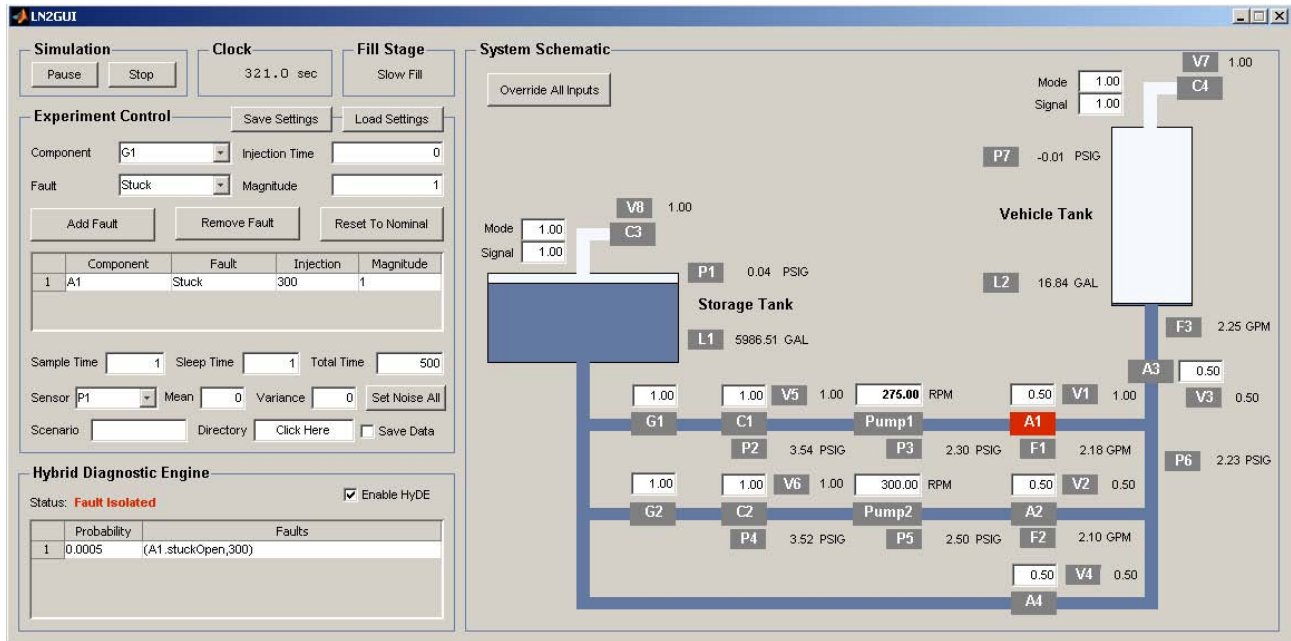 LN2GUI
Simulation
Pause Stop
Clock
321.0 sec
Fill Stage
Slow Fill
Experiment Control
Save Settings Load Settings
Component G1 Injection Time 0
Fault Stuck Magnitude 1
Add Fault Remove Fault Reset To Nominal
Component Fault Injection Magnitude
1 A1 Stuck 300 1
Sample Time 1 Sleep Time 1 Total Time 500
Sensor P1 Mean 0 Variance 0 Set Noise All
Scenario Directory Click Here Save Data
Hybrid Diagnostic Engine
Status: Fault Isolated Enable HyDE
Probability Faults
1 0.0005 (A1.stuckOpen,300)
System Schematic
Override All Inputs
V7 1.00
Mode 1.00 C4
Signal 1.00
P7 -0.01 PSIG
Vehicle Tank
V8 1.00
Mode 1.00 C3
Signal 1.00
P1 0.04 PSIG
L2 16.84 GAL
Storage Tank
L1 5986.51 GAL
F3 2.25 GPM
A3 0.50
V3 0.50
1.00 1.00 V5 1.00 275.00 RPM 0.50 V1 1.00
G1 C1 Pump1 A1
P2 3.54 PSIG P3 2.30 PSIG F1 2.18 GPM
P6 2.23 PSIG
1.00 1.00 V6 1.00 300.00 RPM 0.50 V2 0.50
G2 C2 Pump2 A2
P4 3.52 PSIG P5 2.50 PSIG F2 2.10 GPM
0.50 V4 0.50
A4